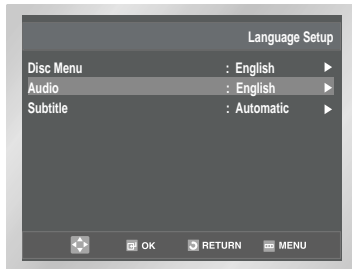 Language Setup
Disc Menu : English ►
Audio : English ►
Subtitle : Automatic ►
OK RETURN MENU